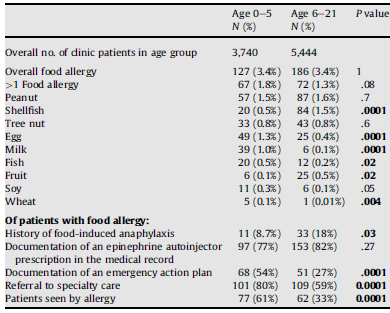 Age 0–5 Age 6–21 P value
N (%) N (%)
Overall no. of clinic patients in age group 3,740 5,444
Overall food allergy 127 (3.4%) 186 (3.4%) 1
>1 Food allergy 67 (1.8%) 72 (1.3%) .08
Peanut 57 (1.5%) 87 (1.6%) .7
Shellfish 20 (0.5%) 84 (1.5%) .0001
Tree nut 33 (0.8%) 43 (0.8%) .6
Egg 49 (1.3%) 25 (0.4%) .0001
Milk 39 (1.0%) 6 (0.1%) .0001
Fish 20 (0.5%) 12 (0.2%) .02
Fruit 6 (0.1%) 25 (0.5%) .02
Soy 11 (0.3%) 6 (0.1%) .05
Wheat 5 (0.1%) 1 (0.01%) .004
Of patients with food allergy:
History of food-induced anaphylaxis 11 (8.7%) 33 (18%) .03
Documentation of an epinephrine autoinjector 97 (77%) 153 (82%) .27
prescription in the medical record
Documentation of an emergency action plan 68 (54%) 51 (27%) .0001
Referral to specialty care 101 (80%) 109 (59%) 0.0001
Patients seen by allergy 77 (61%) 62 (33%) 0.0001